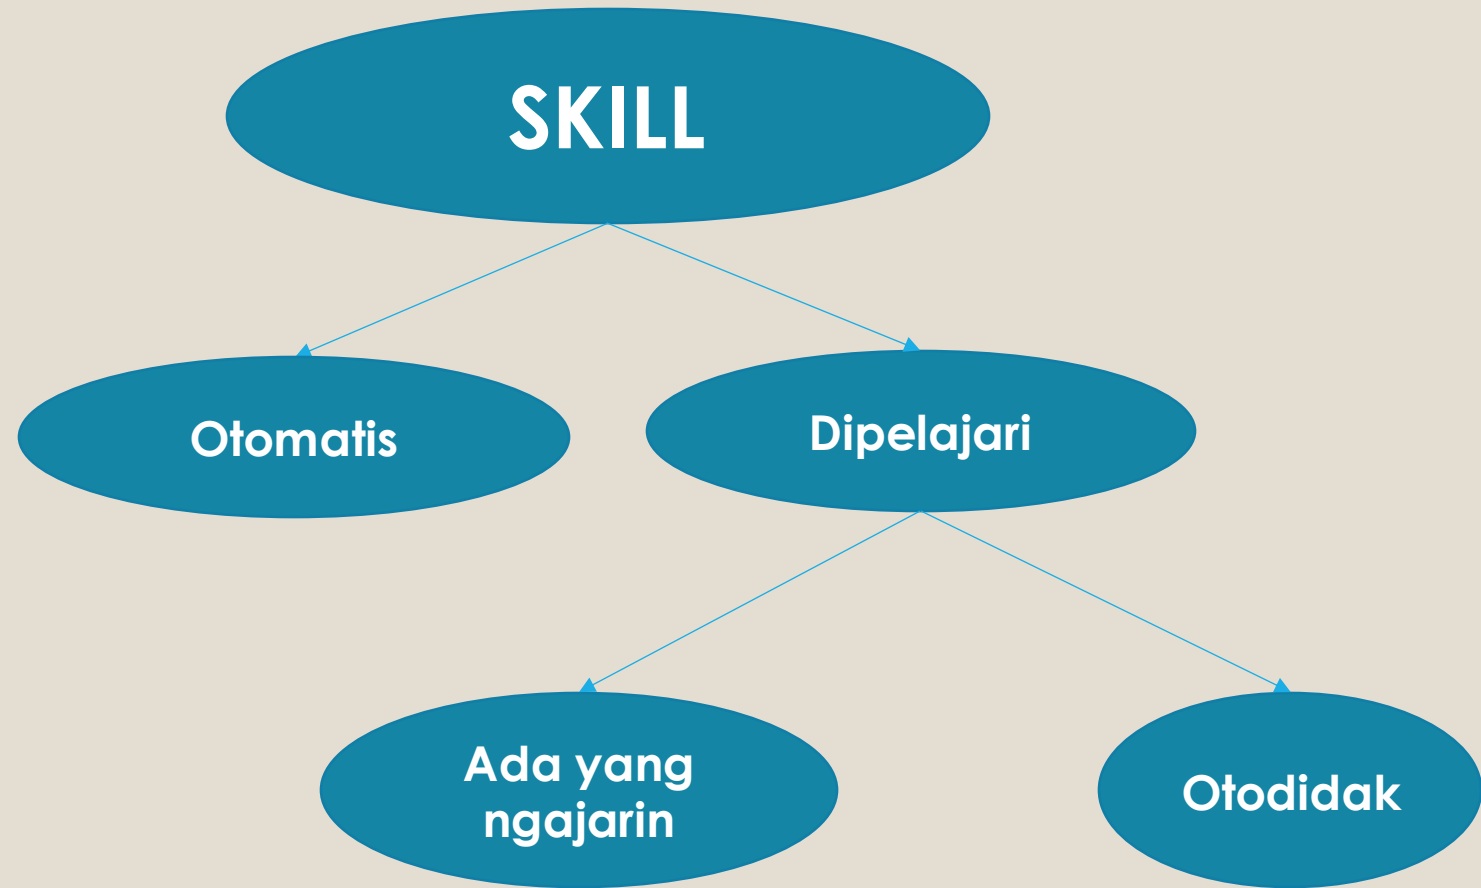 SKILL
Otomatis
Dipelajari
Ada yang
ngajarin
Otodidak